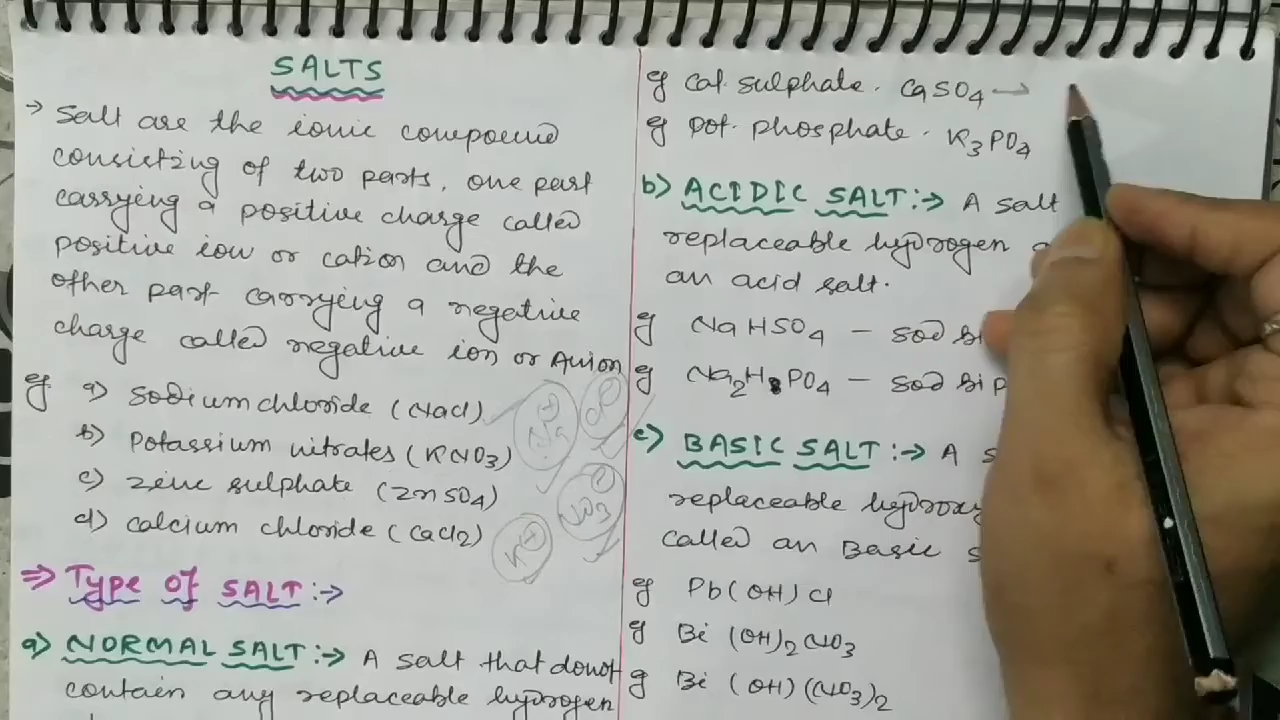 SALTS
→ Salt are the ionic compound
consisting of two parts, one part
carrying a positive charge called
positive ion or cation and the
other part carrying a negative
charge called negative ion or Anion
eg a) Sodium chloride (NaCl)
b) Potassium nitrates (KNO3)
c) zinc sulphate (ZnSO4)
d) calcium chloride (CaCl2)
Na +
Cl -
K +
NO3 -
⇒ Type of SALT :→
a) NORMAL SALT :→ A salt that donot
contain any replaceable hydrogen
eg Cal. sulphate . CaSO4 →
eg pot. phosphate . K3PO4
b) ACIDIC SALT :→ A salt
replaceable hydrogen
an acid salt.
eg NaHSO4 – sod bi
eg Na2HPO4 – sod bi p
c) BASIC SALT :→ A s
replaceable hydroxy
called an Basic s
eg Pb(OH)Cl
eg Bi (OH)2NO3
eg Bi (OH)(NO3)2